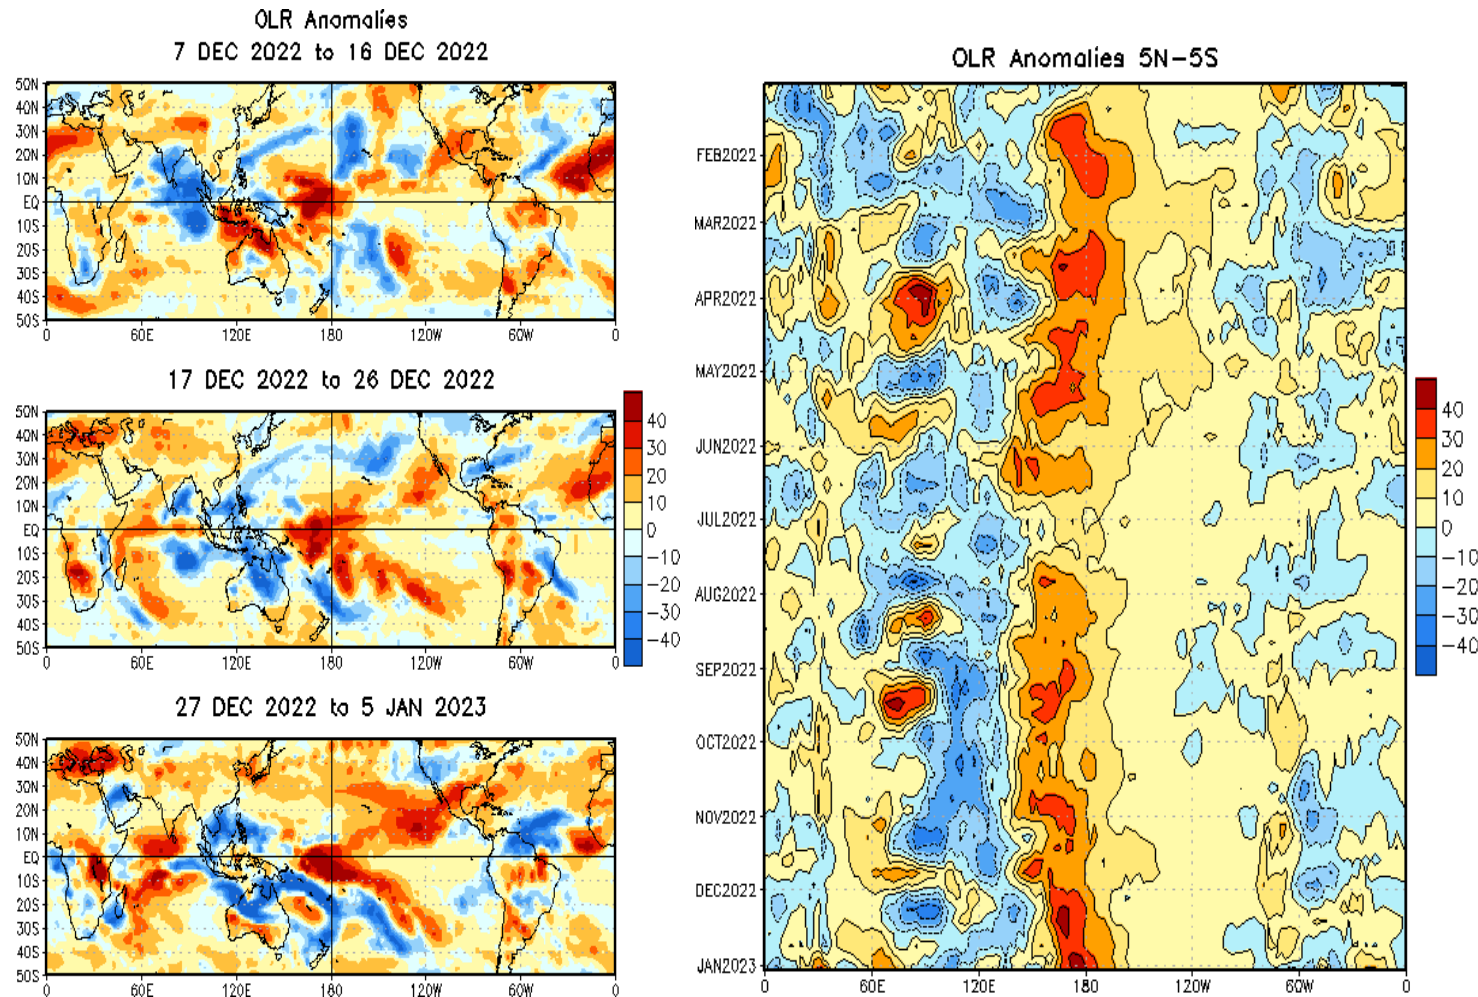 OLR Anomalies
7 DEC 2022 to 16 DEC 2022
50N
40N
30N
20N
10N
EQ
10S
20S
30S
40S
50S
0 60E 120E 180 120W 60W 0
17 DEC 2022 to 26 DEC 2022
50N
40N
30N
20N
10N
EQ
10S
20S
30S
40S
50S
0 60E 120E 180 120W 60W 0
40
30
20
10
0
-10
-20
-30
-40
27 DEC 2022 to 5 JAN 2023
50N
40N
30N
20N
10N
EQ
10S
20S
30S
40S
50S
0 60E 120E 180 120W 60W 0
OLR Anomalies 5N-5S
FEB2022
MAR2022
APR2022
MAY2022
JUN2022
JUL2022
AUG2022
SEP2022
OCT2022
NOV2022
DEC2022
JAN2023
0 60E 120E 180 120W 60W 0
40
30
20
10
0
-10
-20
-30
-40